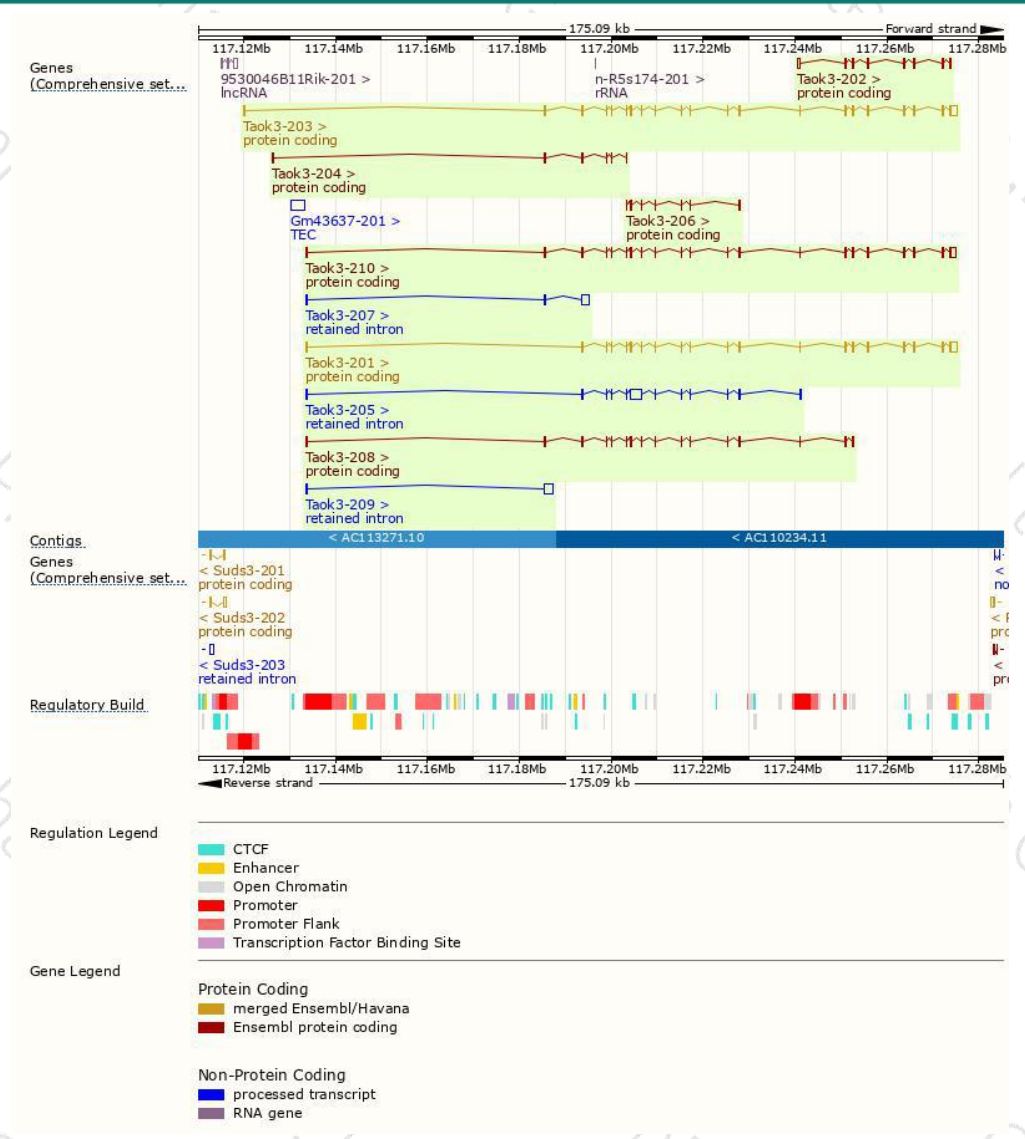 175.09 kb Forward strand
117.12Mb 117.14Mb 117.16Mb 117.18Mb 117.20Mb 117.22Mb 117.24Mb 117.26Mb 117.28Mb
Genes
(Comprehensive set...
9530046B11Rik-201 >
lncRNA
n-R5s174-201 >
rRNA
Taok3-202 >
protein coding
Taok3-203 >
protein coding
Taok3-204 >
protein coding
Gm43637-201 >
TEC
Taok3-206 >
protein coding
Taok3-210 >
protein coding
Taok3-207 >
retained intron
Taok3-201 >
protein coding
Taok3-205 >
retained intron
Taok3-208 >
protein coding
Taok3-209 >
retained intron
Contigs
< AC113271.10 < AC110234.11
Genes
(Comprehensive set...
< Suds3-201
protein coding
<
no
< Suds3-202
protein coding
< F
prc
< Suds3-203
retained intron
<
pro
Regulatory Build
117.12Mb 117.14Mb 117.16Mb 117.18Mb 117.20Mb 117.22Mb 117.24Mb 117.26Mb 117.28Mb
Reverse strand 175.09 kb
Regulation Legend
CTCF
Enhancer
Open Chromatin
Promoter
Promoter Flank
Transcription Factor Binding Site
Gene Legend
Protein Coding
merged Ensembl/Havana
Ensembl protein coding
Non-Protein Coding
processed transcript
RNA gene